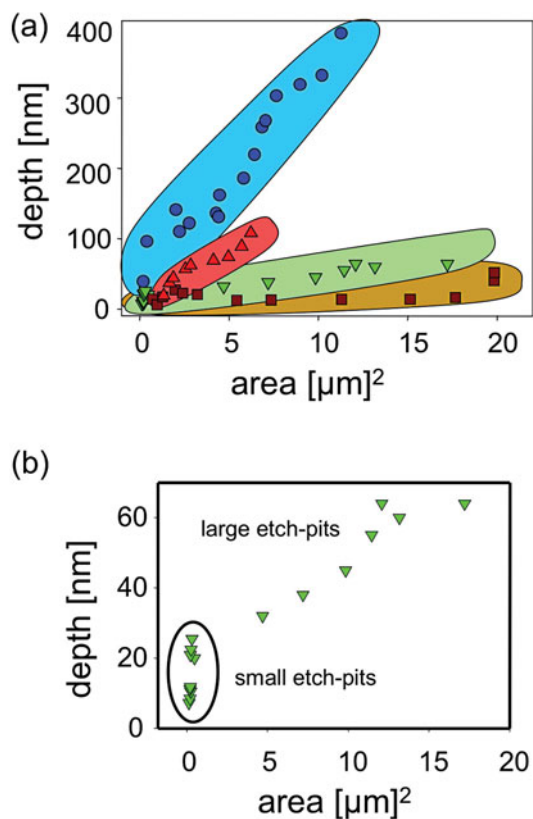 (a)
400
300
200
100
0
depth [nm]
0 5 10 15 20
area [µm]²
(b)
60
40
20
0
depth [nm]
large etch-pits
small etch-pits
0 5 10 15 20
area [µm]²